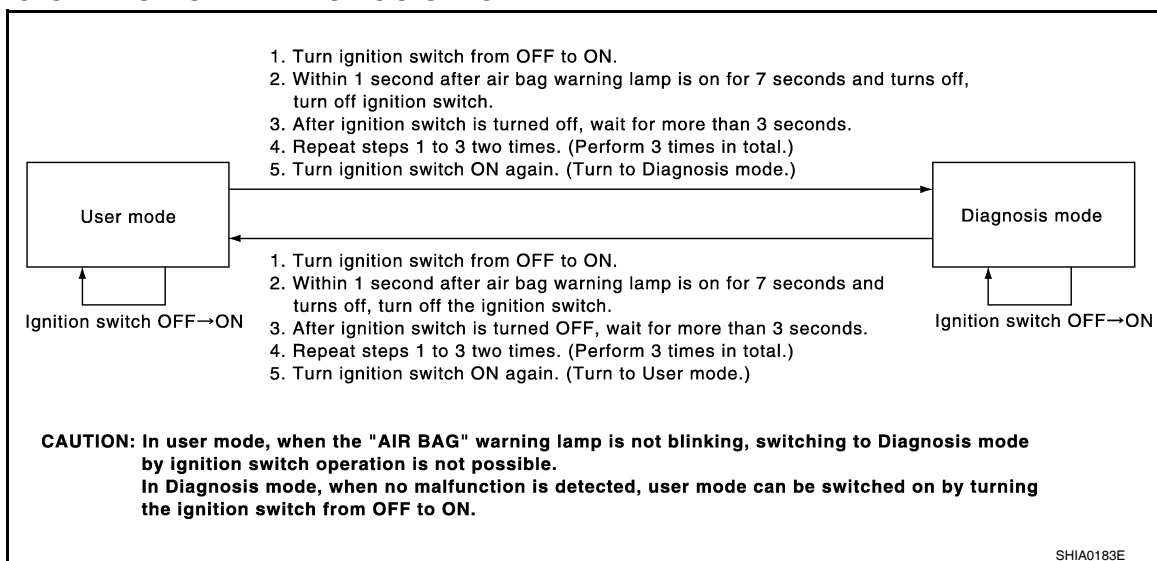 1. Turn ignition switch from OFF to ON.
2. Within 1 second after air bag warning lamp is on for 7 seconds and turns off,
turn off ignition switch.
3. After ignition switch is turned off, wait for more than 3 seconds.
4. Repeat steps 1 to 3 two times. (Perform 3 times in total.)
5. Turn ignition switch ON again. (Turn to Diagnosis mode.)
User mode
Diagnosis mode
1. Turn ignition switch from OFF to ON.
2. Within 1 second after air bag warning lamp is on for 7 seconds and
turns off, turn off the ignition switch.
3. After ignition switch is turned OFF, wait for more than 3 seconds.
4. Repeat steps 1 to 3 two times. (Perform 3 times in total.)
5. Turn ignition switch ON again. (Turn to User mode.)
Ignition switch OFF→ON
Ignition switch OFF→ON
CAUTION: In user mode, when the "AIR BAG" warning lamp is not blinking, switching to Diagnosis mode
by ignition switch operation is not possible.
In Diagnosis mode, when no malfunction is detected, user mode can be switched on by turning
the ignition switch from OFF to ON.
SHIA0183E